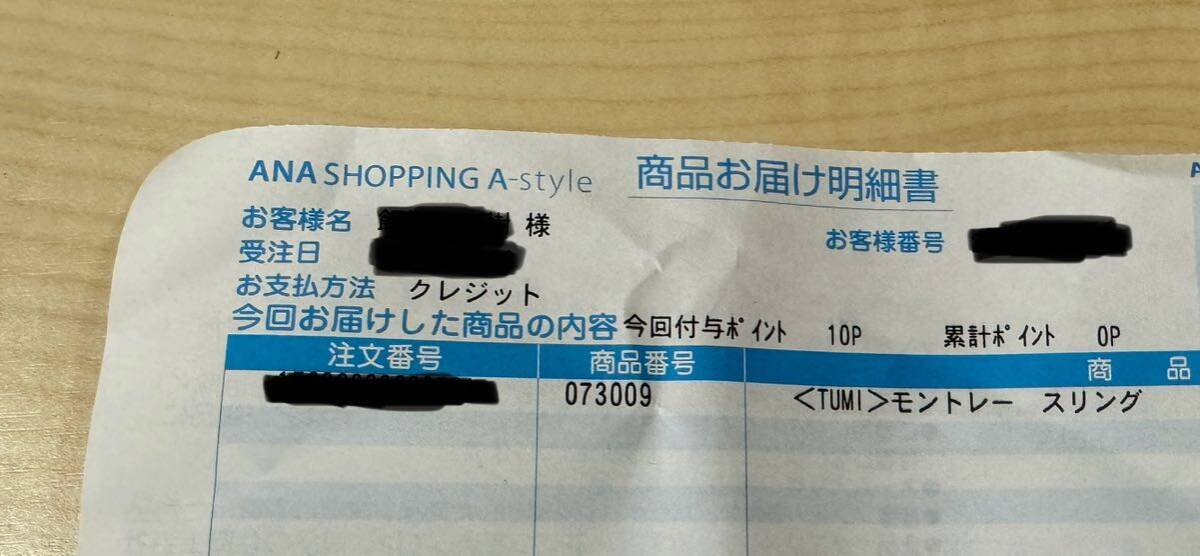 ANA SHOPPING A-style 商品お届け明細書
お客様名 様 お客様番号
受注日
お支払方法 クレジット
今回お届けした商品の内容 今回付与ﾎﾟｲﾝﾄ 10P 累計ﾎﾟｲﾝﾄ 0P
注文番号 商品番号 商 品
073009 <TUMI>モントレー スリング